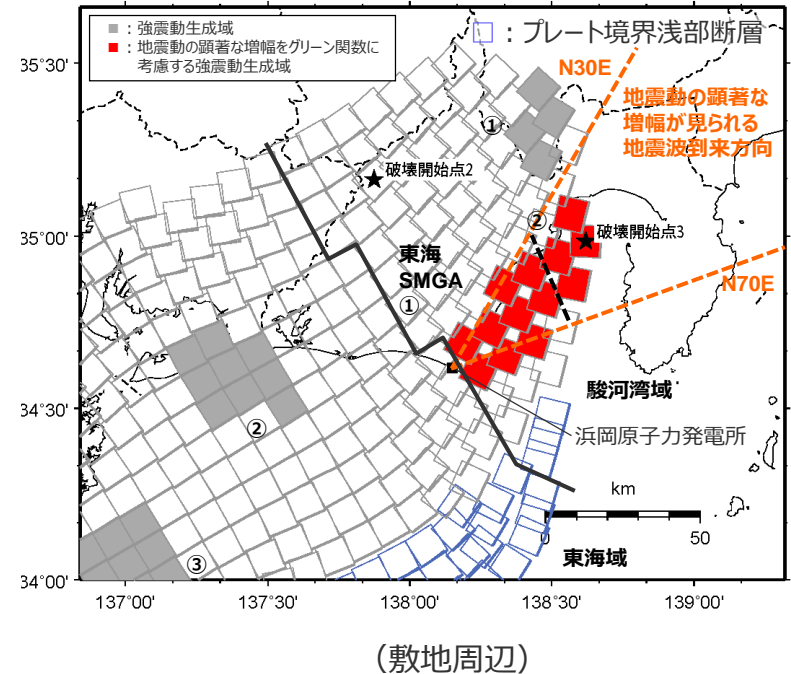 ■ : 強震動生成域
■ : 地震動の顕著な増幅をグリーン関数に
考慮する強震動生成域
□ : プレート境界浅部断層
35°30'
35°00'
34°30'
34°00'
N30E
地震動の顕著な
増幅が見られる
地震波到来方向
①
破壊開始点2
②
破壊開始点3
東海
SMGA
①
N70E
駿河湾域
②
浜岡原子力発電所
km
0
50
③
東海域
137°00'
137°30'
138°00'
138°30'
139°00'
（敷地周辺）